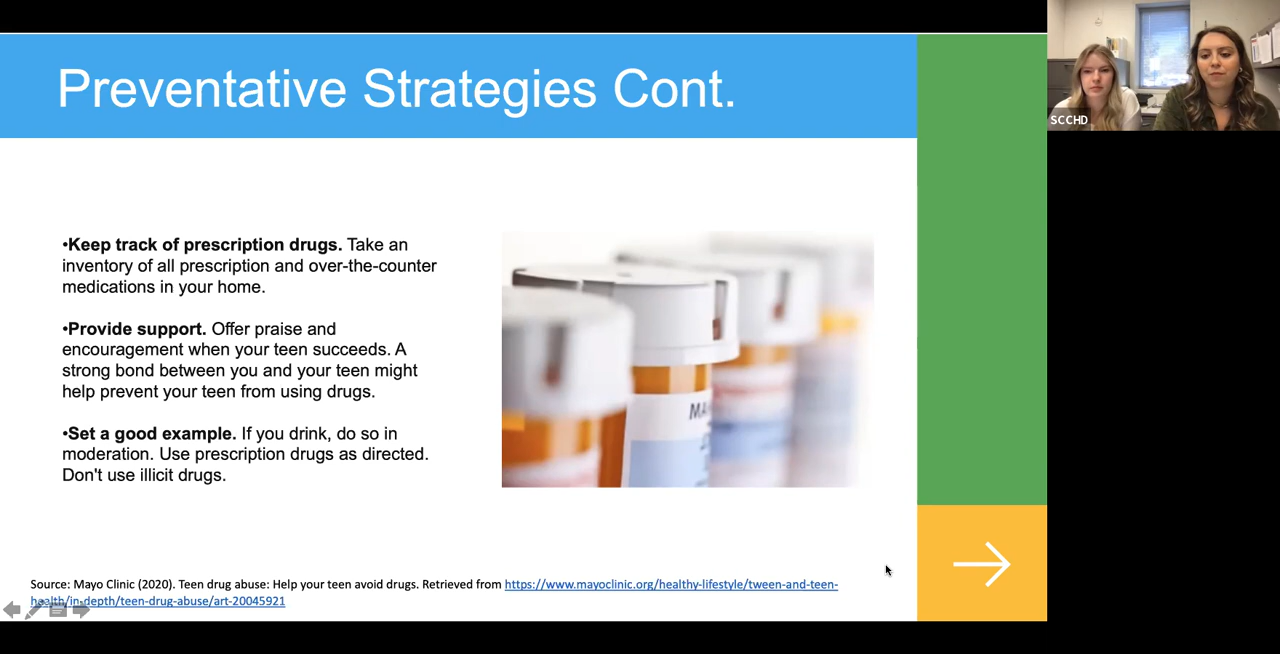 Preventative Strategies Cont.
SCCHD
•Keep track of prescription drugs. Take an
inventory of all prescription and over-the-counter
medications in your home.
•Provide support. Offer praise and
encouragement when your teen succeeds. A
strong bond between you and your teen might
help prevent your teen from using drugs.
•Set a good example. If you drink, do so in
moderation. Use prescription drugs as directed.
Don't use illicit drugs.
MA
Source: Mayo Clinic (2020). Teen drug abuse: Help your teen avoid drugs. Retrieved from https://www.mayoclinic.org/healthy-lifestyle/tween-and-teen-
health/in-depth/teen-drug-abuse/art-20045921